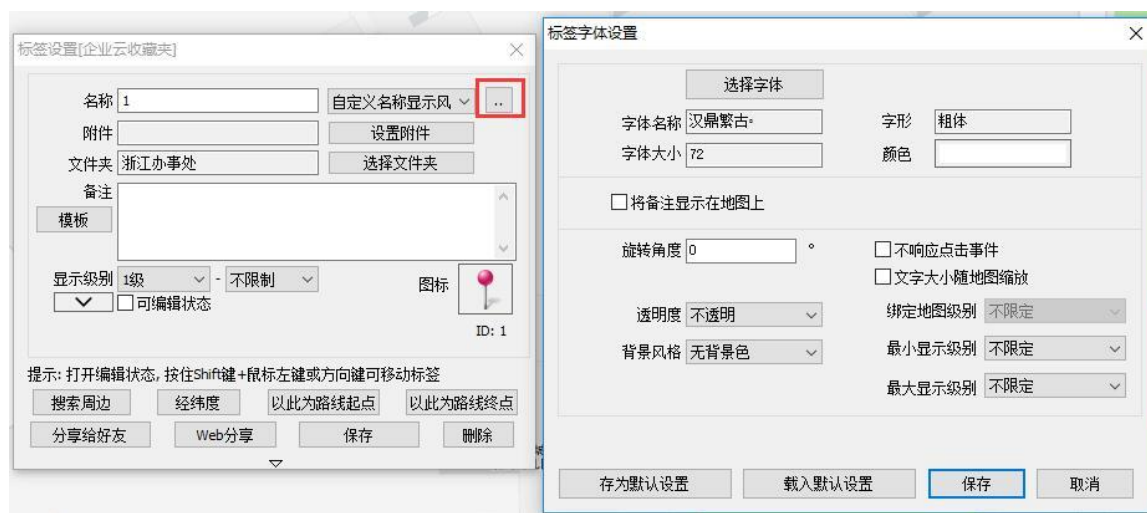 标签设置[企业云收藏夹]
名称 1 自定义名称显示风 ..
附件 设置附件
文件夹 浙江办事处 选择文件夹
备注
模板
显示级别 1级 - 不限制 图标
可编辑状态
ID: 1
提示: 打开编辑状态, 按住Shift键+鼠标左键或方向键可移动标签
搜索周边 经纬度 以此为路线起点 以此为路线终点
分享给好友 Web分享 保存 删除
标签字体设置
选择字体
字体名称 汉鼎繁古 字形 粗体
字体大小 72 颜色
将备注显示在地图上
旋转角度 0 ° 不响应点击事件
文字大小随地图缩放
透明度 不透明 绑定地图级别 不限定
背景风格 无背景色 最小显示级别 不限定
最大显示级别 不限定
存为默认设置 载入默认设置 保存 取消